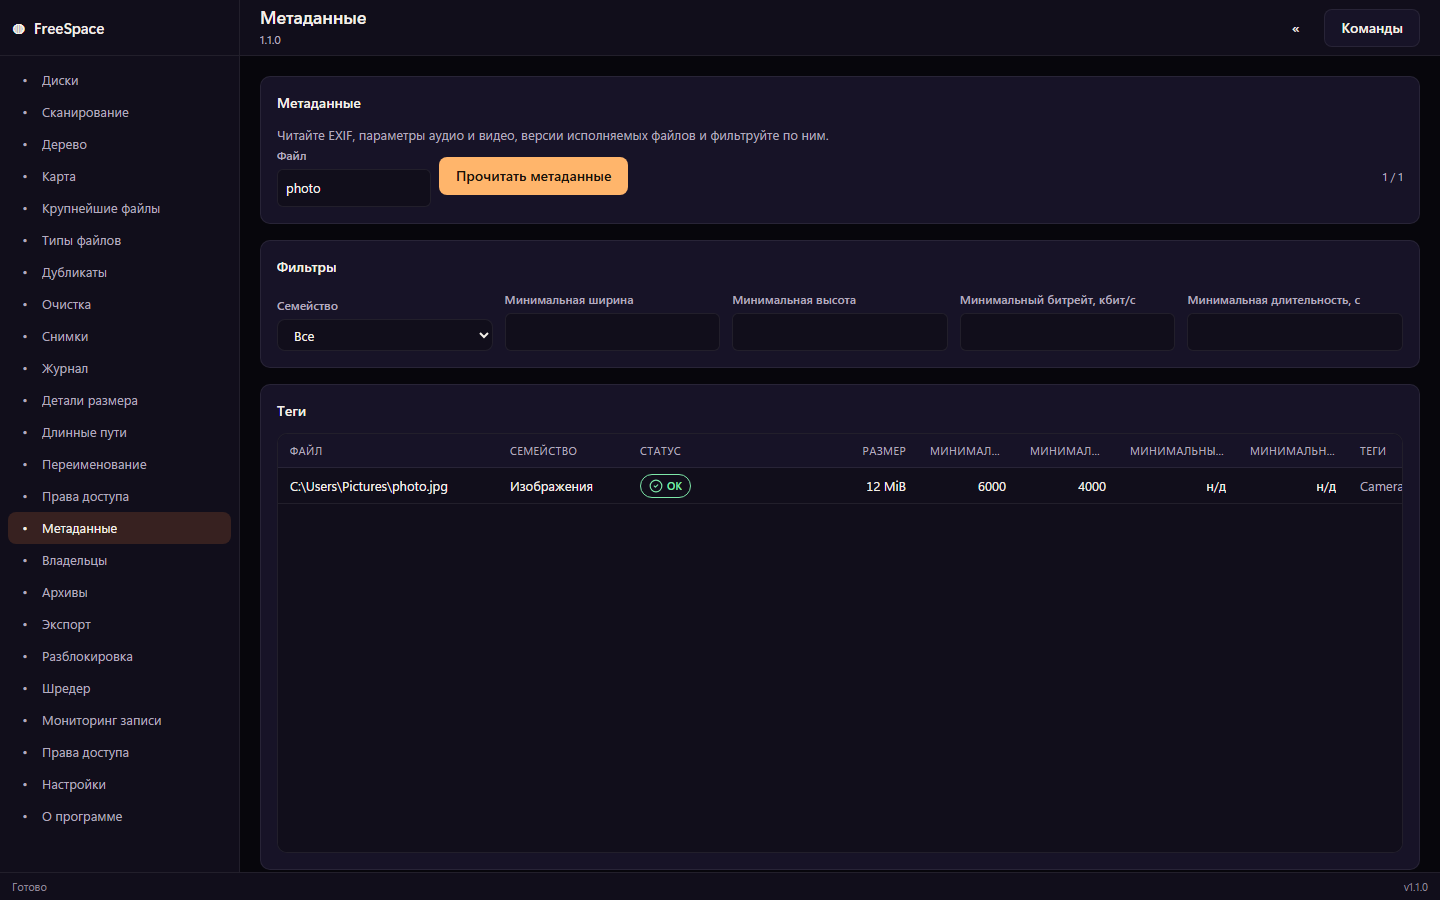 FreeSpace
Метаданные
1.1.0
«
Команды
• Диски
• Сканирование
• Дерево
• Карта
• Крупнейшие файлы
• Типы файлов
• Дубликаты
• Очистка
• Снимки
• Журнал
• Детали размера
• Длинные пути
• Переименование
• Права доступа
• Метаданные
• Владельцы
• Архивы
• Экспорт
• Разблокировка
• Шредер
• Мониторинг записи
• Права доступа
• Настройки
• О программе
Метаданные
Читайте EXIF, параметры аудио и видео, версии исполняемых файлов и фильтруйте по ним.
Файл
photo
Прочитать метаданные
1 / 1
Фильтры
Семейство
Все
Минимальная ширина
Минимальная высота
Минимальный битрейт, кбит/с
Минимальная длительность, с
Теги
ФАЙЛ СЕМЕЙСТВО СТАТУС РАЗМЕР МИНИМАЛ... МИНИМАЛ... МИНИМАЛЬНЫ... МИНИМАЛЬН... ТЕГИ
C:\Users\Pictures\photo.jpg Изображения OK 12 MiB 6000 4000 н/д н/д Camera
Готово
v1.1.0